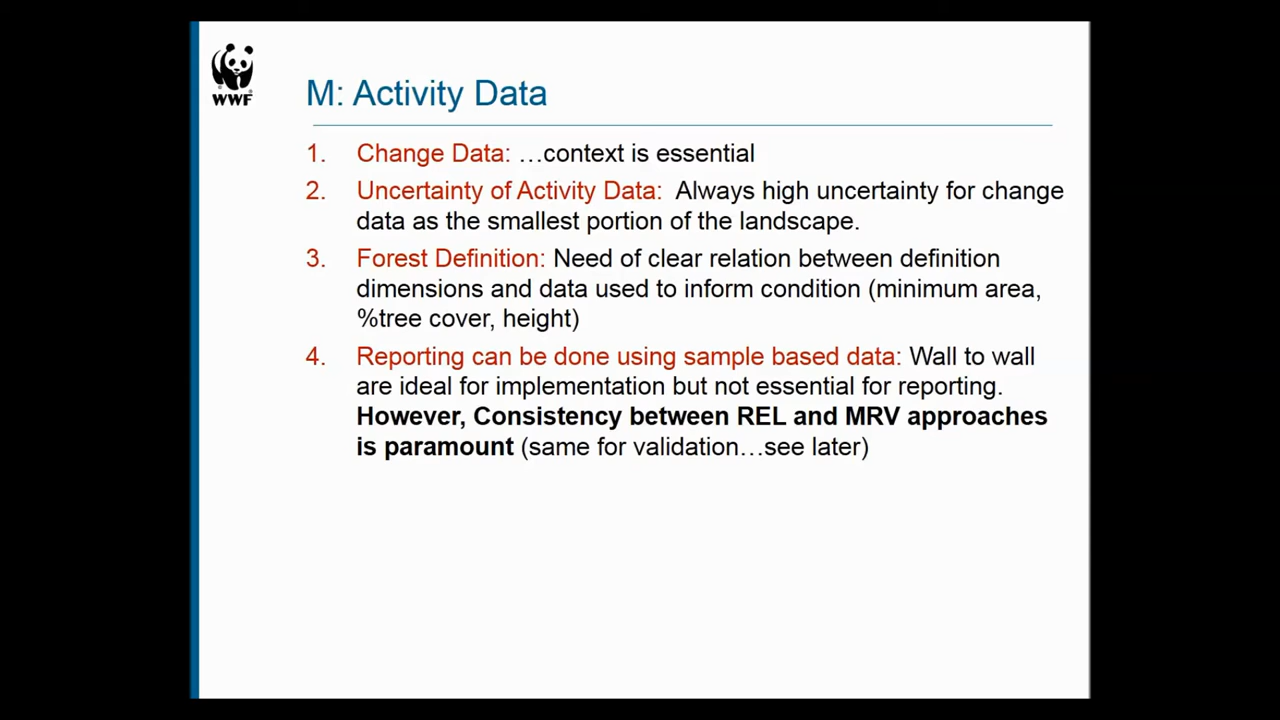 WWF
M: Activity Data
1. Change Data: …context is essential
2. Uncertainty of Activity Data: Always high uncertainty for change
data as the smallest portion of the landscape.
3. Forest Definition: Need of clear relation between definition
dimensions and data used to inform condition (minimum area,
%tree cover, height)
4. Reporting can be done using sample based data: Wall to wall
are ideal for implementation but not essential for reporting.
However, Consistency between REL and MRV approaches
is paramount (same for validation…see later)